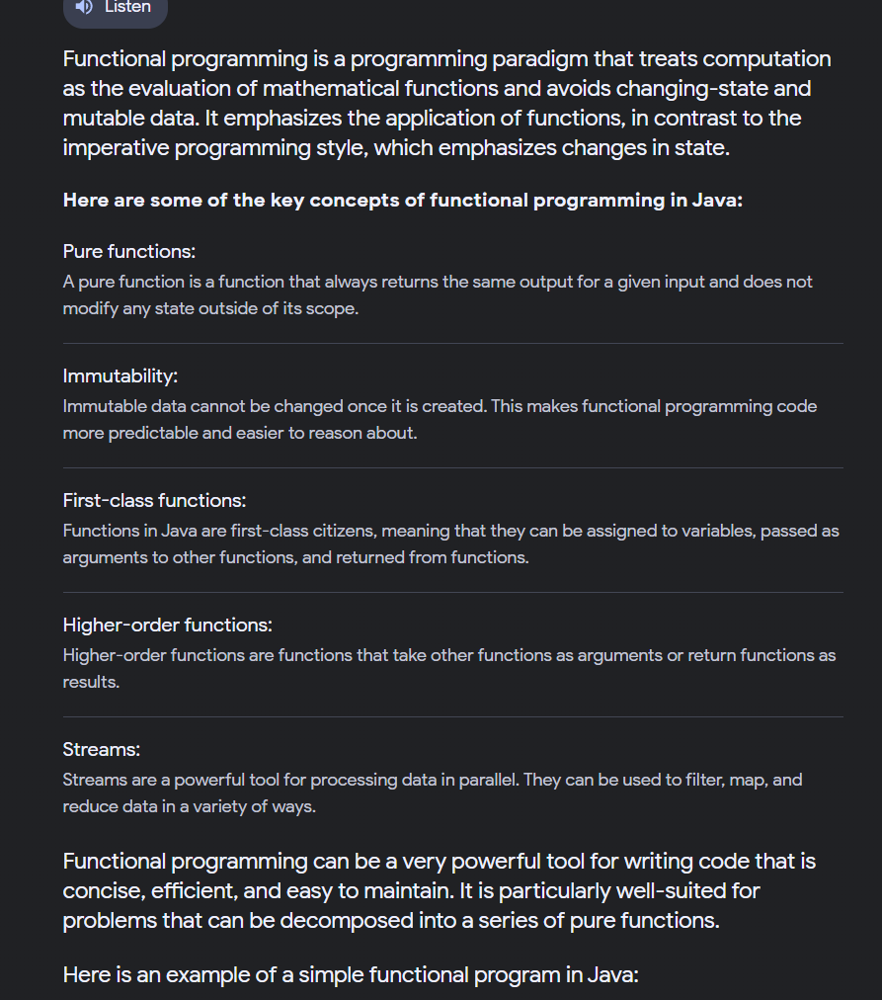 Listen
Functional programming is a programming paradigm that treats computation
as the evaluation of mathematical functions and avoids changing-state and
mutable data. It emphasizes the application of functions, in contrast to the
imperative programming style, which emphasizes changes in state.
Here are some of the key concepts of functional programming in Java:
Pure functions:
A pure function is a function that always returns the same output for a given input and does not
modify any state outside of its scope.
Immutability:
Immutable data cannot be changed once it is created. This makes functional programming code
more predictable and easier to reason about.
First-class functions:
Functions in Java are first-class citizens, meaning that they can be assigned to variables, passed as
arguments to other functions, and returned from functions.
Higher-order functions:
Higher-order functions are functions that take other functions as arguments or return functions as
results.
Streams:
Streams are a powerful tool for processing data in parallel. They can be used to filter, map, and
reduce data in a variety of ways.
Functional programming can be a very powerful tool for writing code that is
concise, efficient, and easy to maintain. It is particularly well-suited for
problems that can be decomposed into a series of pure functions.
Here is an example of a simple functional program in Java: